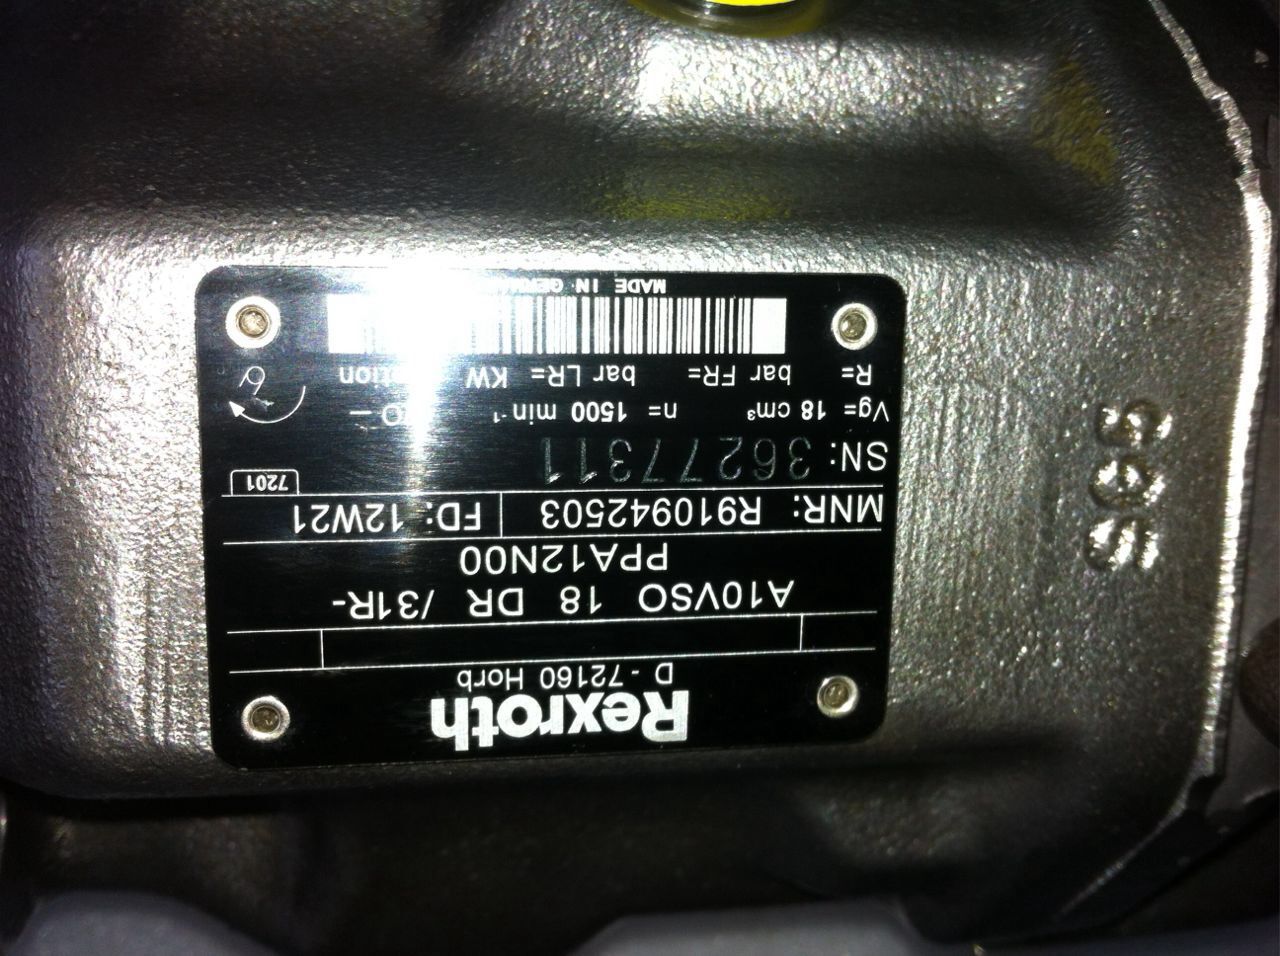 Rexroth
D - 72160 Horb
A10VSO 18 DR /31R-
PPA12N00
MNR: R910942503 FD: 12W21
SN: 36277311 7201
Vg= 18 cm³ n= 1500 min⁻¹
R= bar FR= bar LR= KW
MADE IN